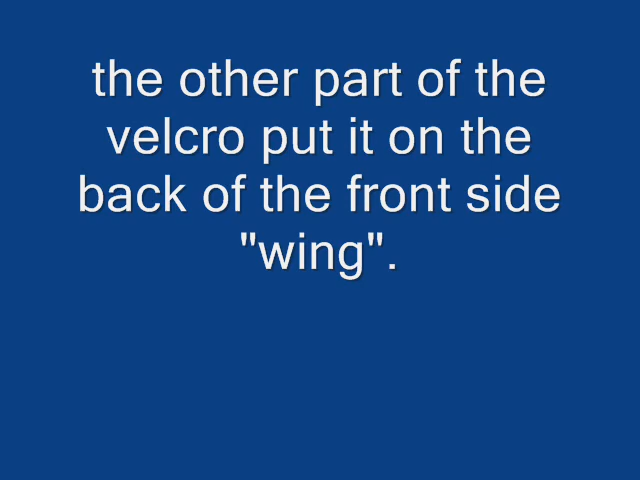 the other part of the
velcro put it on the
back of the front side
"wing".